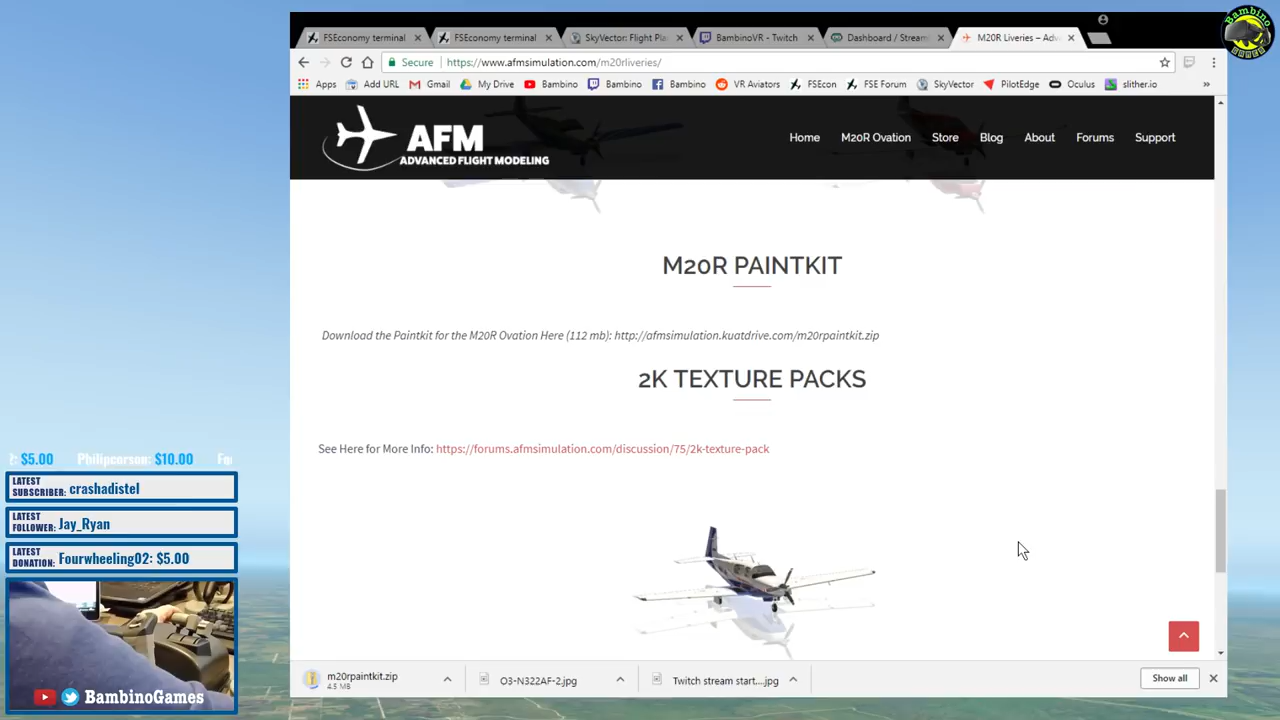 Bambino
GAMES
FSEconomy terminal
FSEconomy terminal
SkyVector: Flight Pla
BambinoVR - Twitch
Dashboard / Streaml
M20R Liveries – Adv
Secure
https://www.afmsimulation.com/m20rliveries/
Apps
Add URL
Gmail
My Drive
Bambino
Bambino
Bambino
VR Aviators
FSEcon
FSE Forum
SkyVector
PilotEdge
Oculus
slither.io
AFM
ADVANCED FLIGHT MODELING
Home
M20R Ovation
Store
Blog
About
Forums
Support
M20R PAINTKIT
Download the Paintkit for the M20R Ovation Here (112 mb): http://afmsimulation.kuatdrive.com/m20rpaintkit.zip
2K TEXTURE PACKS
See Here for More Info: https://forums.afmsimulation.com/discussion/75/2k-texture-pack
$5.00 Philipcarson: $10.00
LATEST SUBSCRIBER: crashadistel
LATEST FOLLOWER: Jay_Ryan
LATEST DONATION: Fourwheeling02: $5.00
BambinoGames
m20rpaintkit.zip
4.5 MB
O3-N322AF-2.jpg
Twitch stream start....jpg
Show all